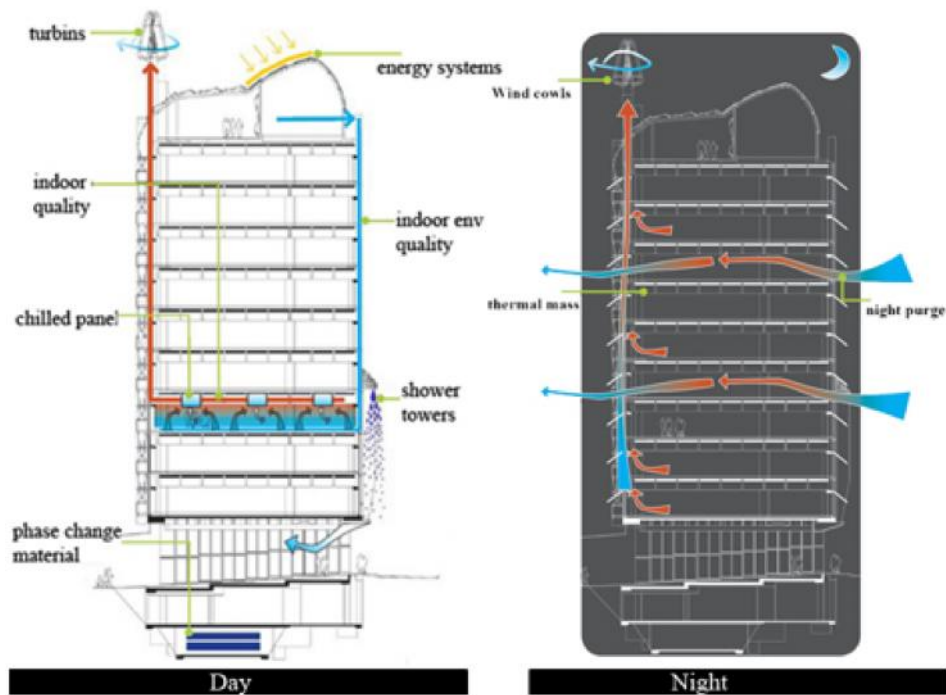 turbins
energy systems
indoor
quality
indoor env
quality
chilled panel
shower
towers
phase change
material
Day
Wind cowls
thermal mass
night purge
Night